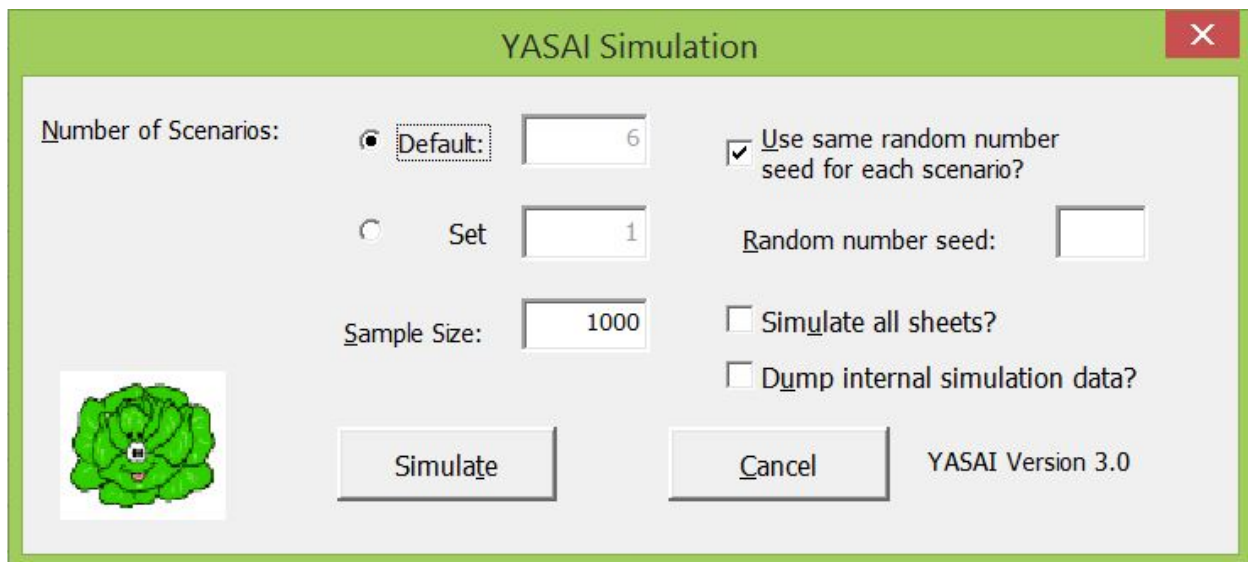 YASAI Simulation
Number of Scenarios:
Default:
6
Use same random number
seed for each scenario?
Set
1
Random number seed:
Sample Size:
1000
Simulate all sheets?
Dump internal simulation data?
Simulate
Cancel
YASAI Version 3.0